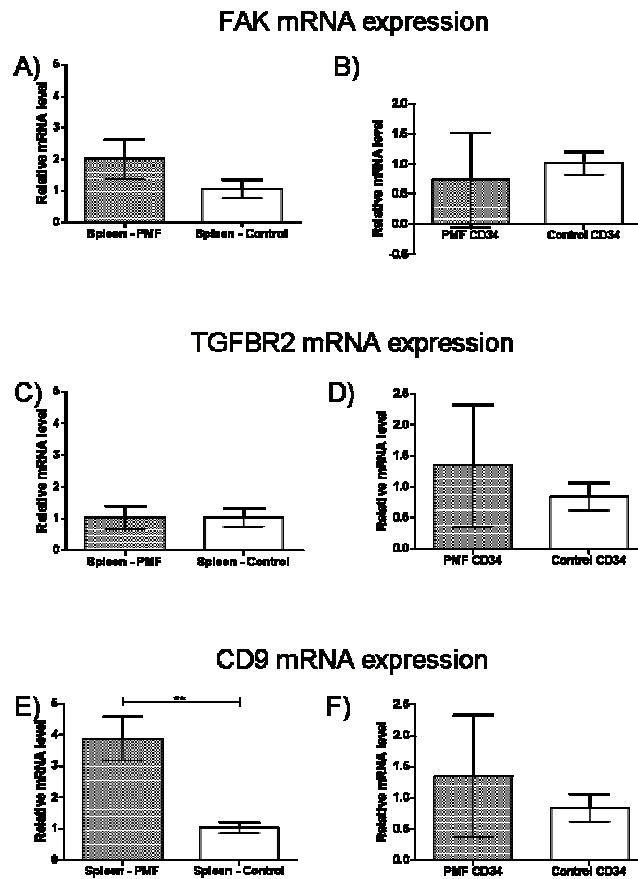 FAK mRNA expression
A)
B)
Relative mRNA level
5
4
3
2
1
0
Spleen - PMF Spleen - Control
Relative mRNA level
2.0
1.5
1.0
0.5
0.0
-0.5
PMF CD34 Control CD34
TGFBR2 mRNA expression
C)
D)
Relative mRNA level
5
4
3
2
1
0
Spleen - PMF Spleen - Control
Relative mRNA level
2.5
2.0
1.5
1.0
0.5
0.0
PMF CD34 Control CD34
CD9 mRNA expression
E)
F)
Relative mRNA level
5
4
3
2
1
0
**
Spleen - PMF Spleen - Control
Relative mRNA level
2.5
2.0
1.5
1.0
0.5
0.0
PMF CD34 Control CD34